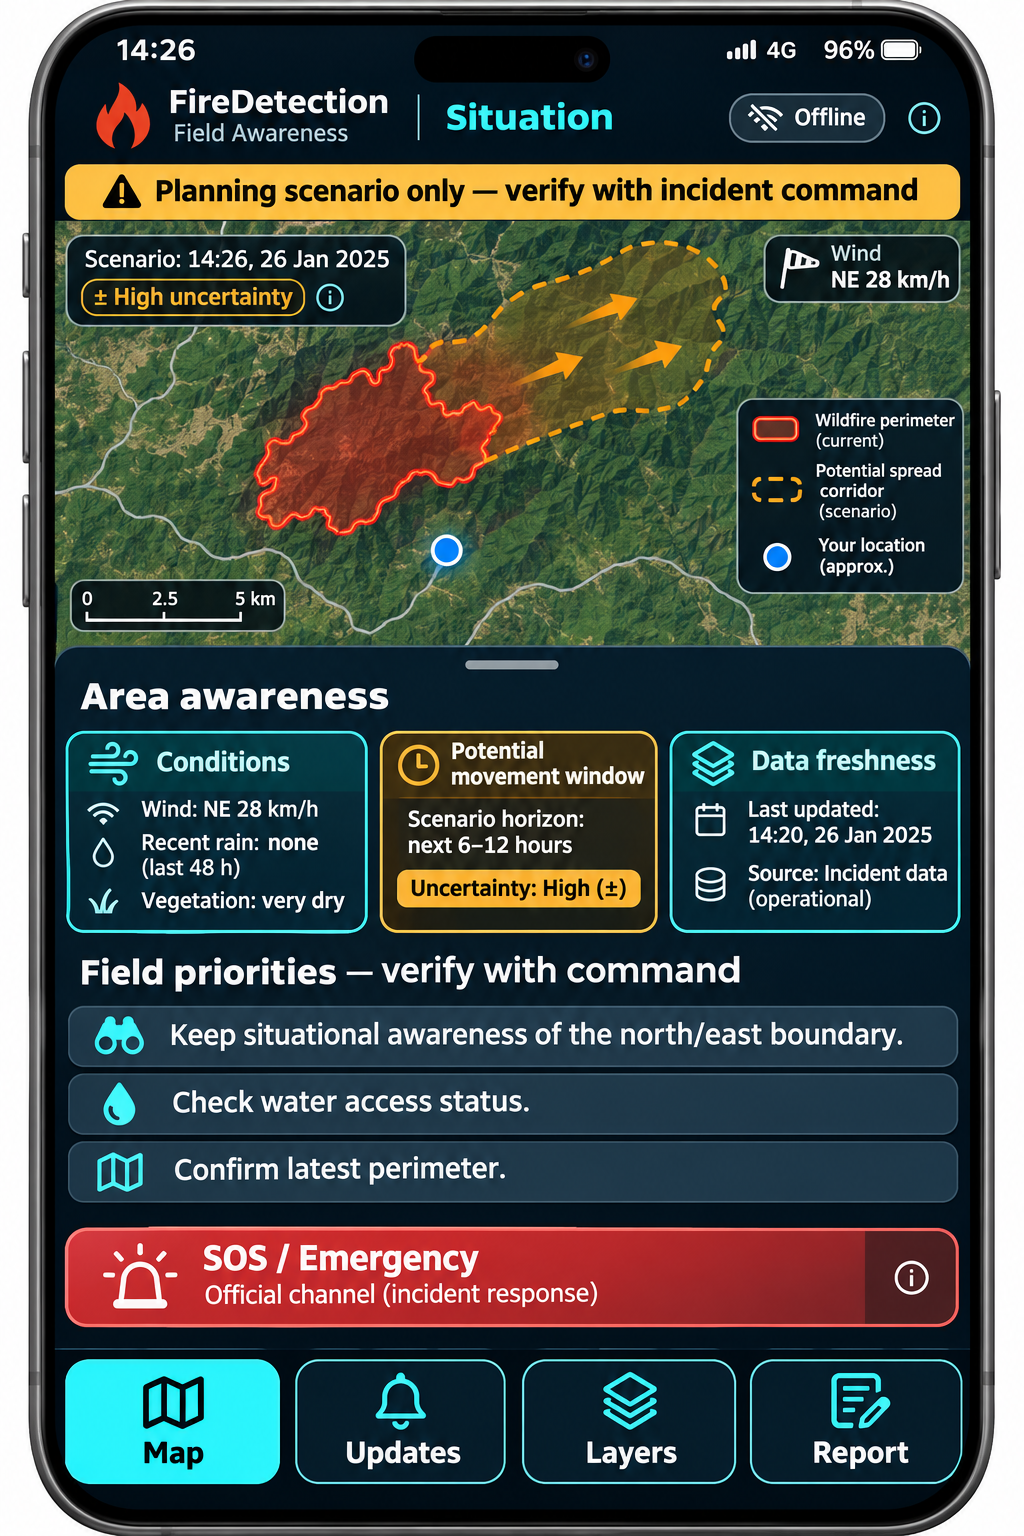 14:26
4G 96%
FireDetection
Field Awareness
Situation
Offline
Planning scenario only — verify with incident command
Scenario: 14:26, 26 Jan 2025
± High uncertainty
Wind
NE 28 km/h
Wildfire perimeter
(current)
Potential spread
corridor
(scenario)
Your location
(approx.)
0 2.5 5 km
Area awareness
Conditions
Wind: NE 28 km/h
Recent rain: none
(last 48 h)
Vegetation: very dry
Potential
movement window
Scenario horizon:
next 6–12 hours
Uncertainty: High (±)
Data freshness
Last updated:
14:20, 26 Jan 2025
Source: Incident data
(operational)
Field priorities — verify with command
Keep situational awareness of the north/east boundary.
Check water access status.
Confirm latest perimeter.
SOS / Emergency
Official channel (incident response)
Map
Updates
Layers
Report